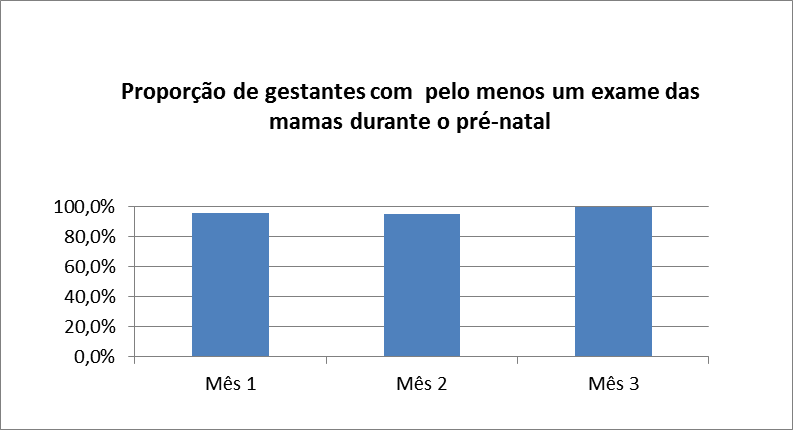 Proporção de gestantes com  pelo menos um exame das
mamas durante o pré-natal
100,0%
80,0%
60,0%
40,0%
20,0%
0,0%
Mês 1 Mês 2 Mês 3